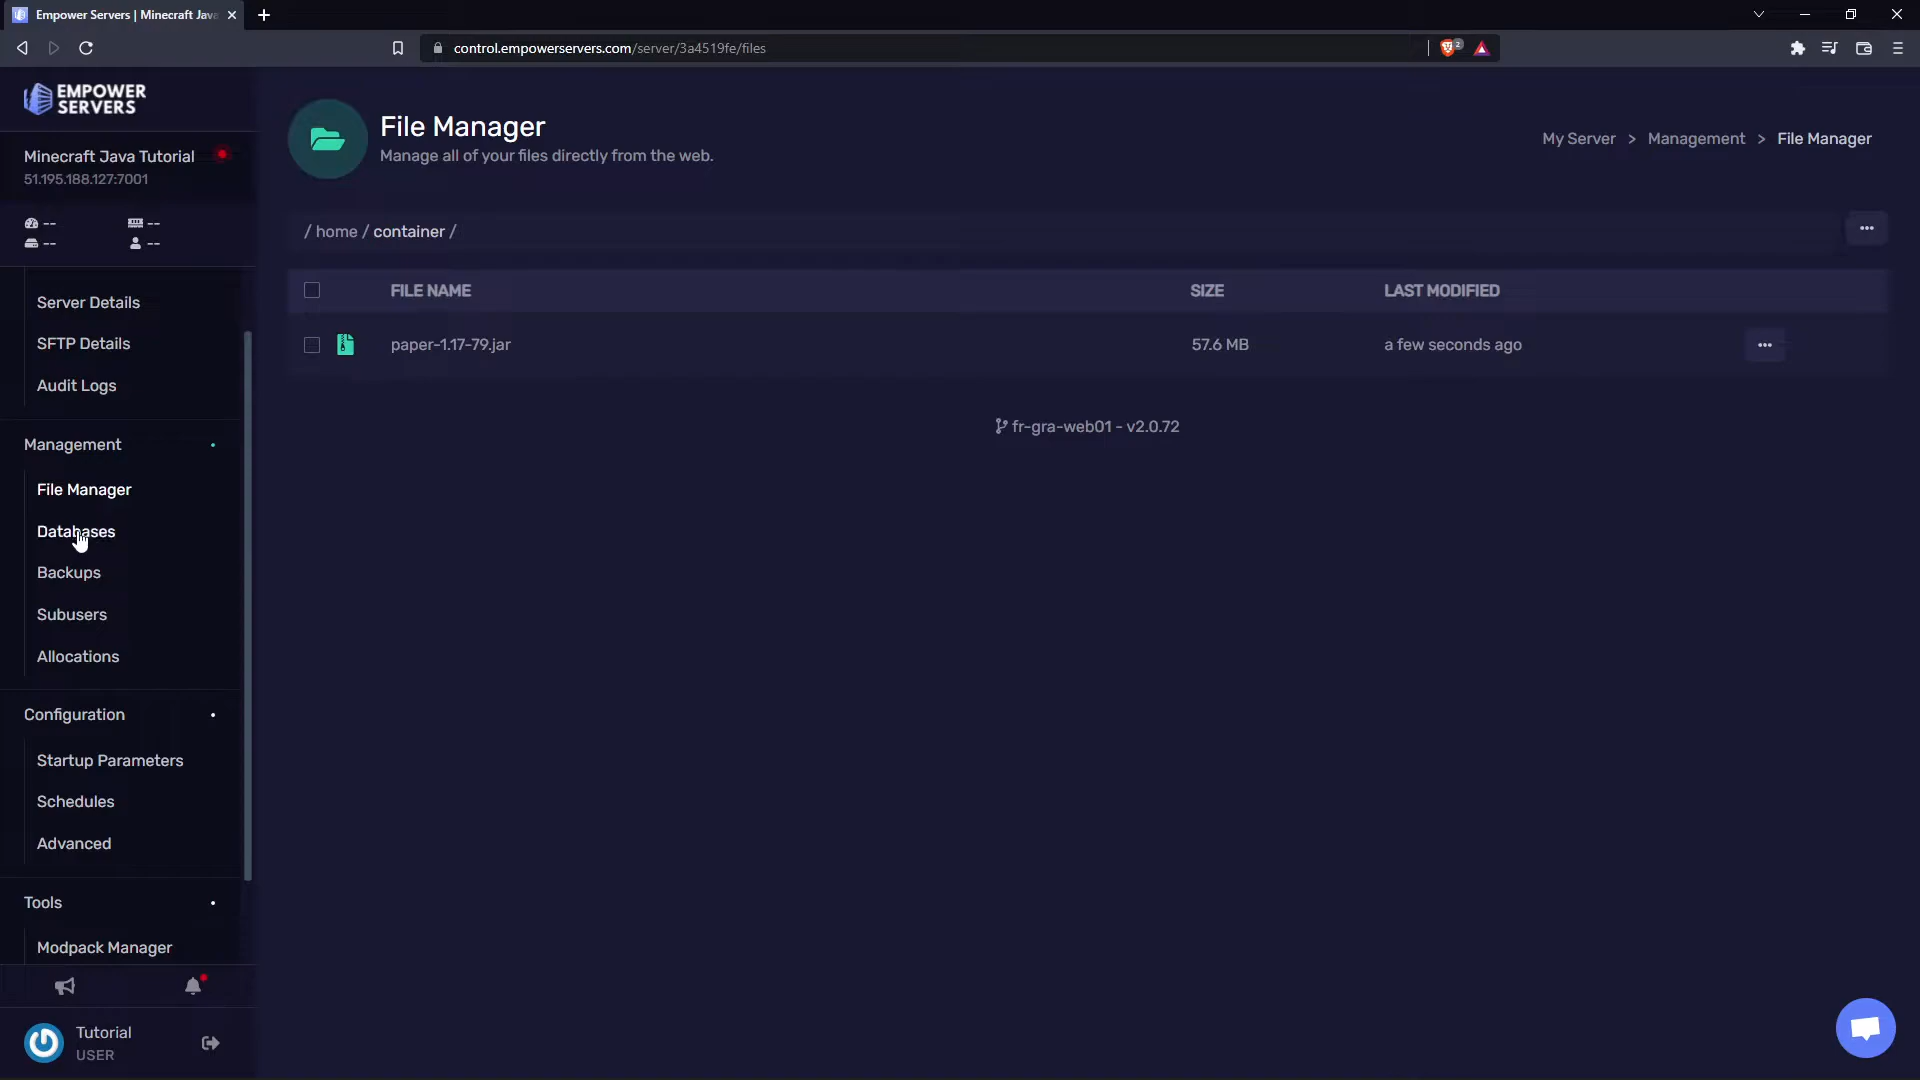 Empower Servers | Minecraft Java
control.empowerservers.com/server/3a4519fe/files
2
EMPOWER
SERVERS
Minecraft Java Tutorial
51.195.188.127:7001
--
--
--
--
Server Details
SFTP Details
Audit Logs
Management
File Manager
Databases
Backups
Subusers
Allocations
Configuration
Startup Parameters
Schedules
Advanced
Tools
Modpack Manager
Tutorial
USER
File Manager
Manage all of your files directly from the web.
My Server > Management > File Manager
/ home / container /
FILE NAME SIZE LAST MODIFIED
paper-1.17-79.jar 57.6 MB a few seconds ago
fr-gra-web01 - v2.0.72